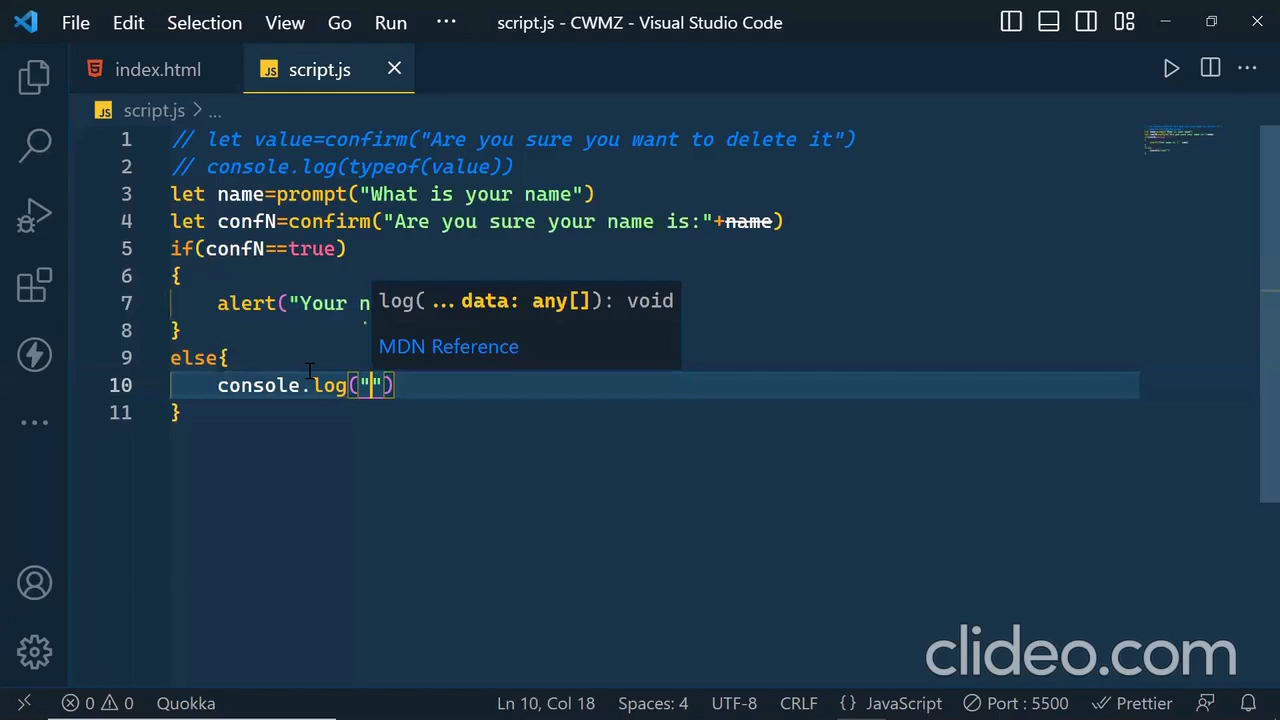 File Edit Selection View Go Run ··· script.js - CWMZ - Visual Studio Code
index.html script.js
JS script.js > ...
1 // let value=confirm("Are you sure you want to delete it")
2 // console.log(typeof(value))
3 let name=prompt("What is your name")
4 let confN=confirm("Are you sure your name is:"+name)
5 if(confN==true)
6 {
log(...data: any[]): void
7 alert("Your n
8 }
MDN Reference
9 else{
10 console.log("")
11 }
clideo.com
0 0 Quokka Ln 10, Col 18 Spaces: 4 UTF-8 CRLF {} JavaScript Port : 5500 Prettier